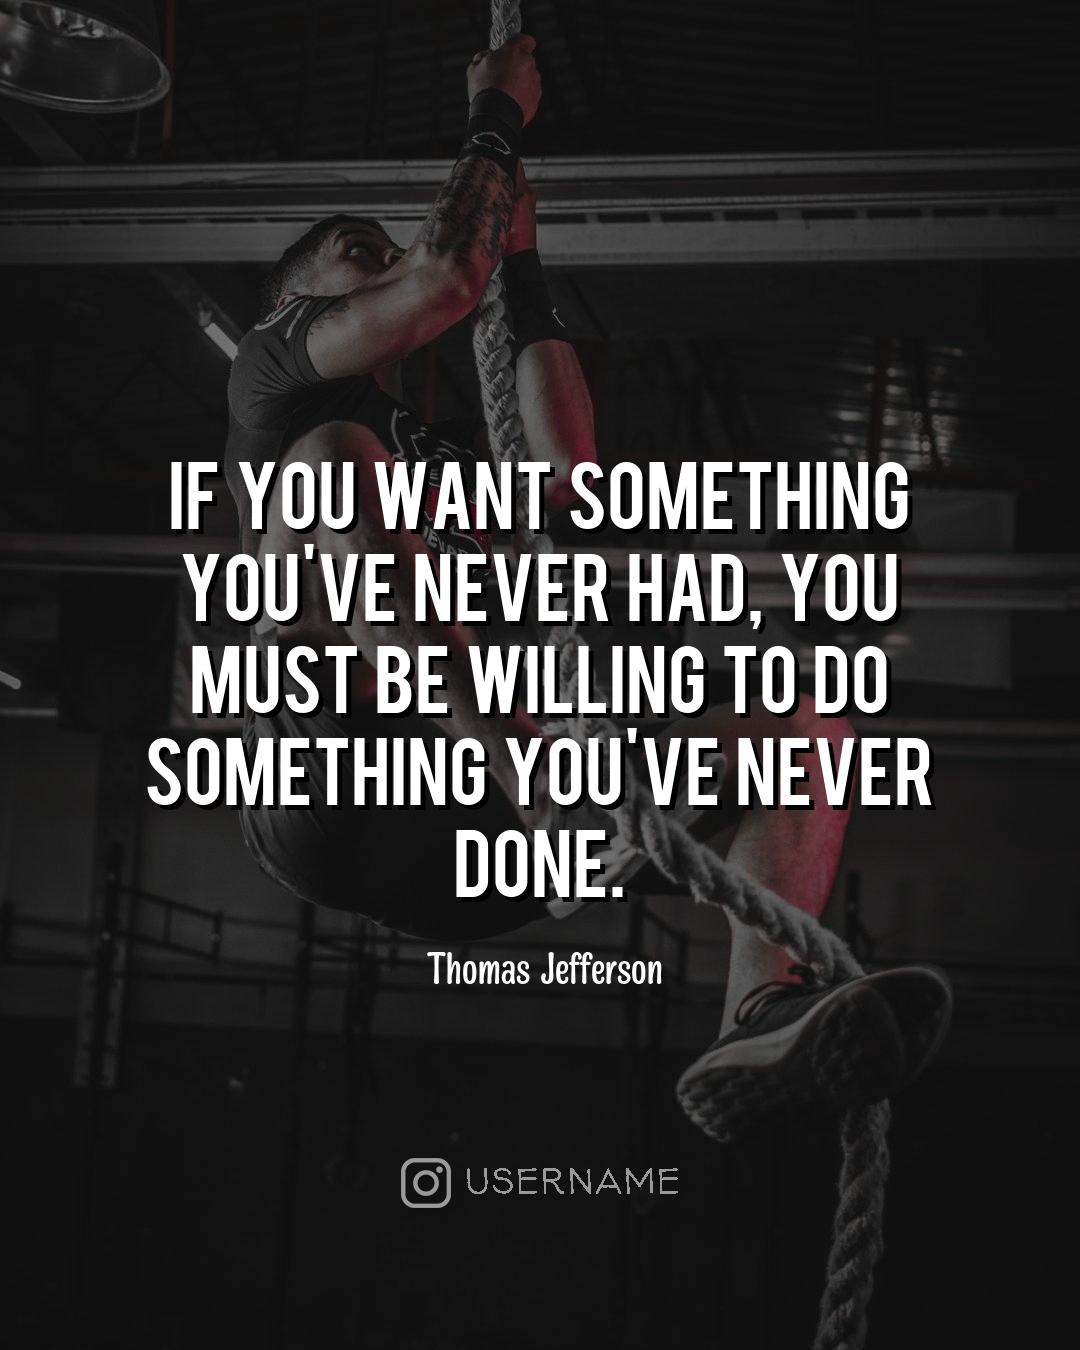 IF YOU WANT SOMETHING
YOU'VE NEVER HAD, YOU
MUST BE WILLING TO DO
SOMETHING YOU'VE NEVER
DONE.
Thomas Jefferson
USERNAME